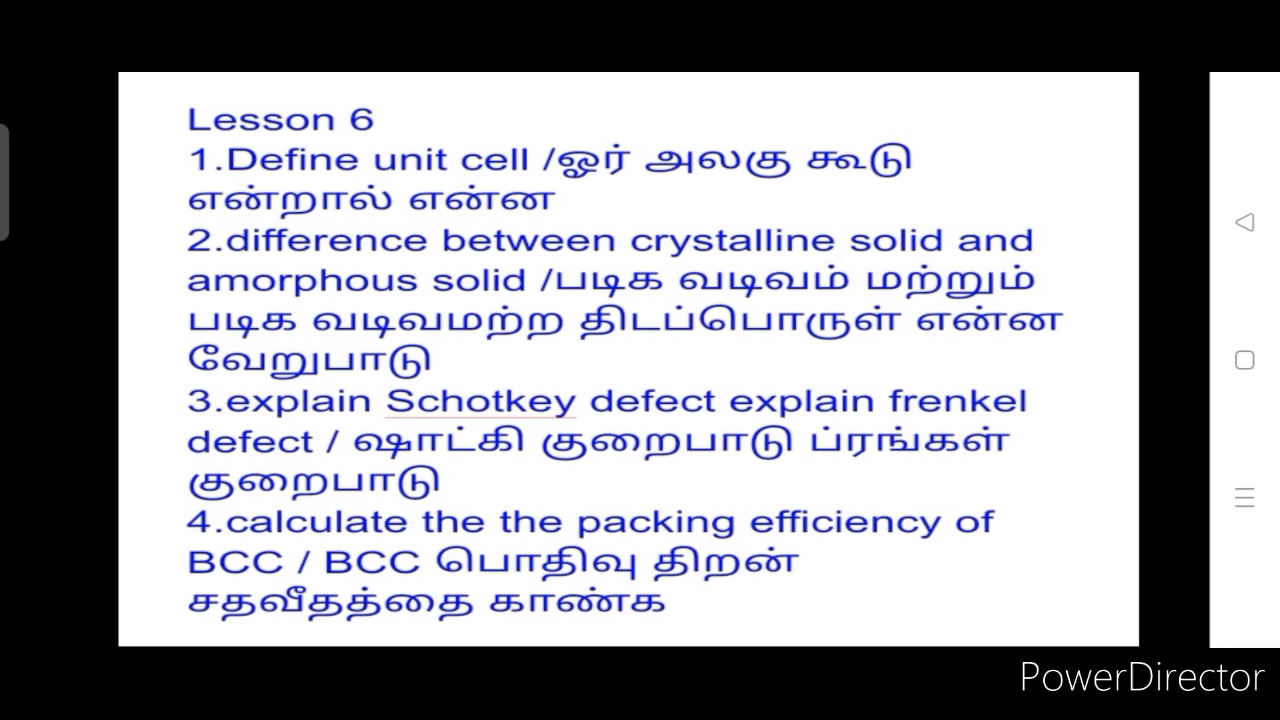 Lesson 6
1.Define unit cell /ஓர் அலகு கூடு
என்றால் என்ன
2.difference between crystalline solid and
amorphous solid /படிக வடிவம் மற்றும்
படிக வடிவமற்ற திடப்பொருள் என்ன
வேறுபாடு
3.explain Schotkey defect explain frenkel
defect / ஷாட்கி குறைபாடு ப்ரங்கள்
குறைபாடு
4.calculate the the packing efficiency of
BCC / BCC பொதிவு திறன்
சதவீதத்தை காண்க
PowerDirector